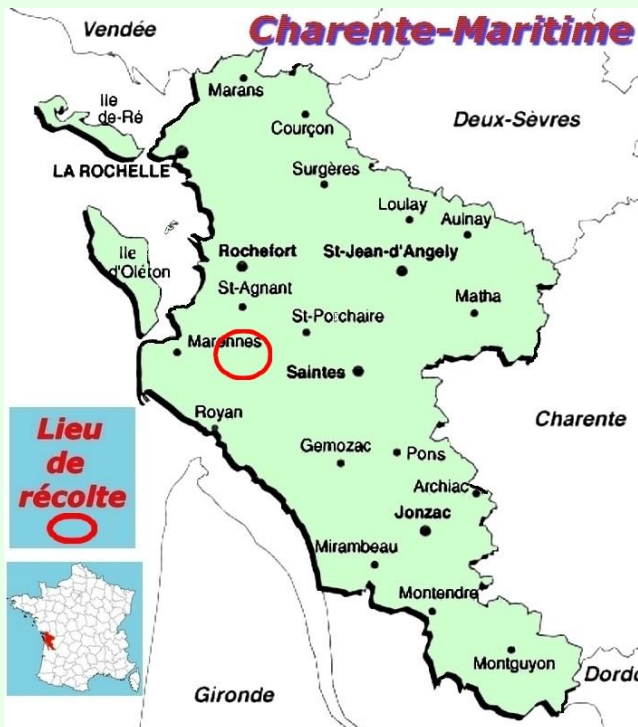 Vendée
Charente-Maritime
Marans
Ile
de-Ré
Courçon
Deux-Sèvres
LA ROCHELLE
Surgères
Loulay
Aulnay
Ile
d'Oléron
Rochefort
St-Jean-d'Angely
St-Agnant
St-Porchaire
Matha
Marennes
Saintes
Royan
Charente
Lieu
de
récolte
Gemozac
Pons
Archiac
Jonzac
Mirambeau
Montendre
Montguyon
Gironde
Dordo